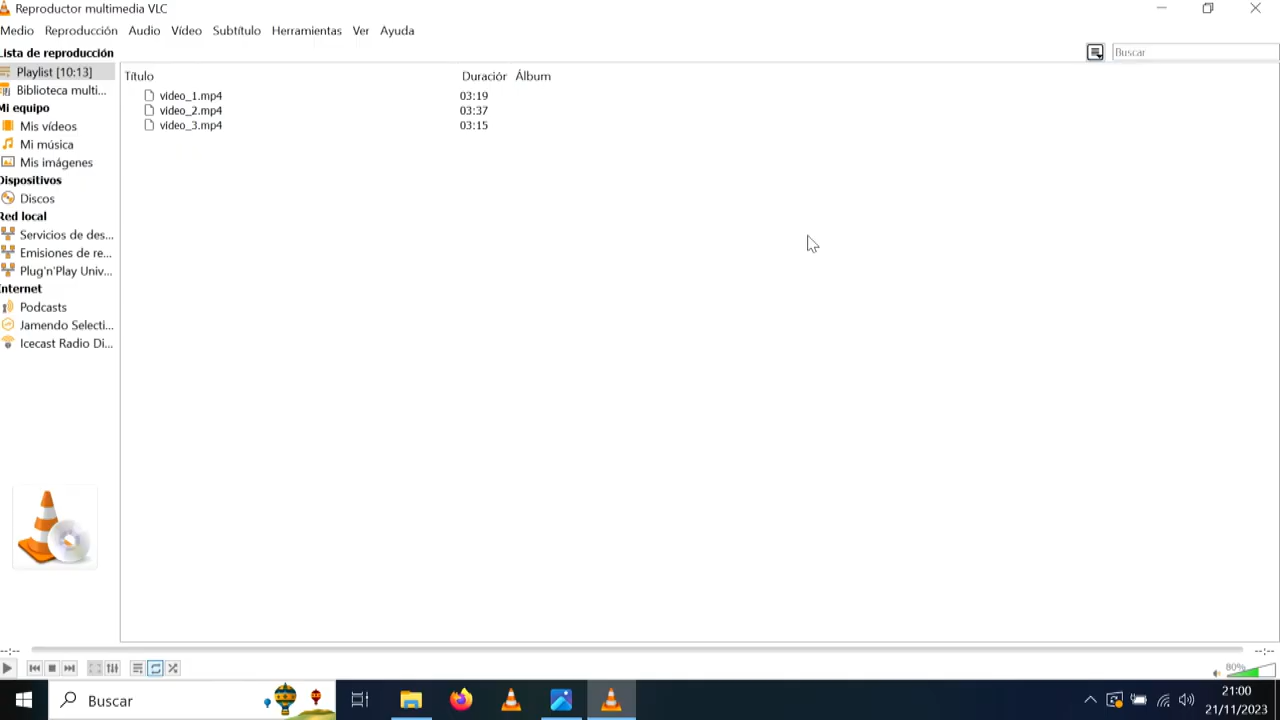 Reproductor multimedia VLC
Medio Reproducción Audio Vídeo Subtítulo Herramientas Ver Ayuda
Lista de reproducción
Buscar
Playlist [10:13]
Título Duraciór Álbum
Biblioteca multi...
video_1.mp4 03:19
Mi equipo
video_2.mp4 03:37
Mis vídeos
video_3.mp4 03:15
Mi música
Mis imágenes
Dispositivos
Discos
Red local
Servicios de des...
Emisiones de re...
Plug'n'Play Univ...
Internet
Podcasts
Jamendo Selecti...
Icecast Radio Di...
--:-- --:--
80%
Buscar
21:00
21/11/2023